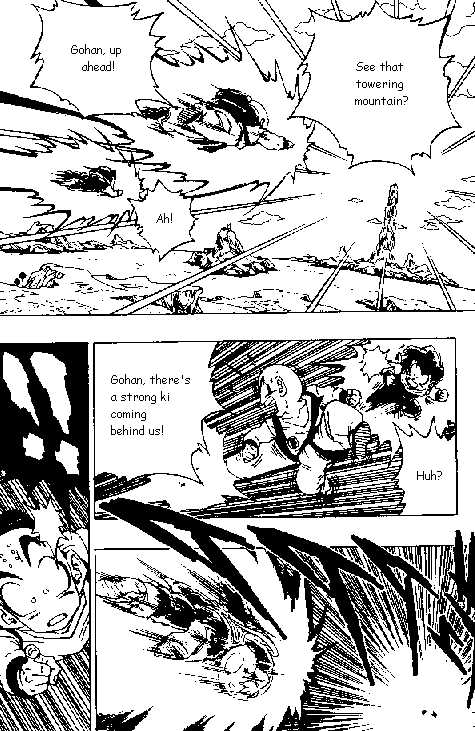 Gohan, up
ahead!
See that
towering
mountain?
Ah!
Gohan, there's
a strong ki
coming
behind us!
Huh?